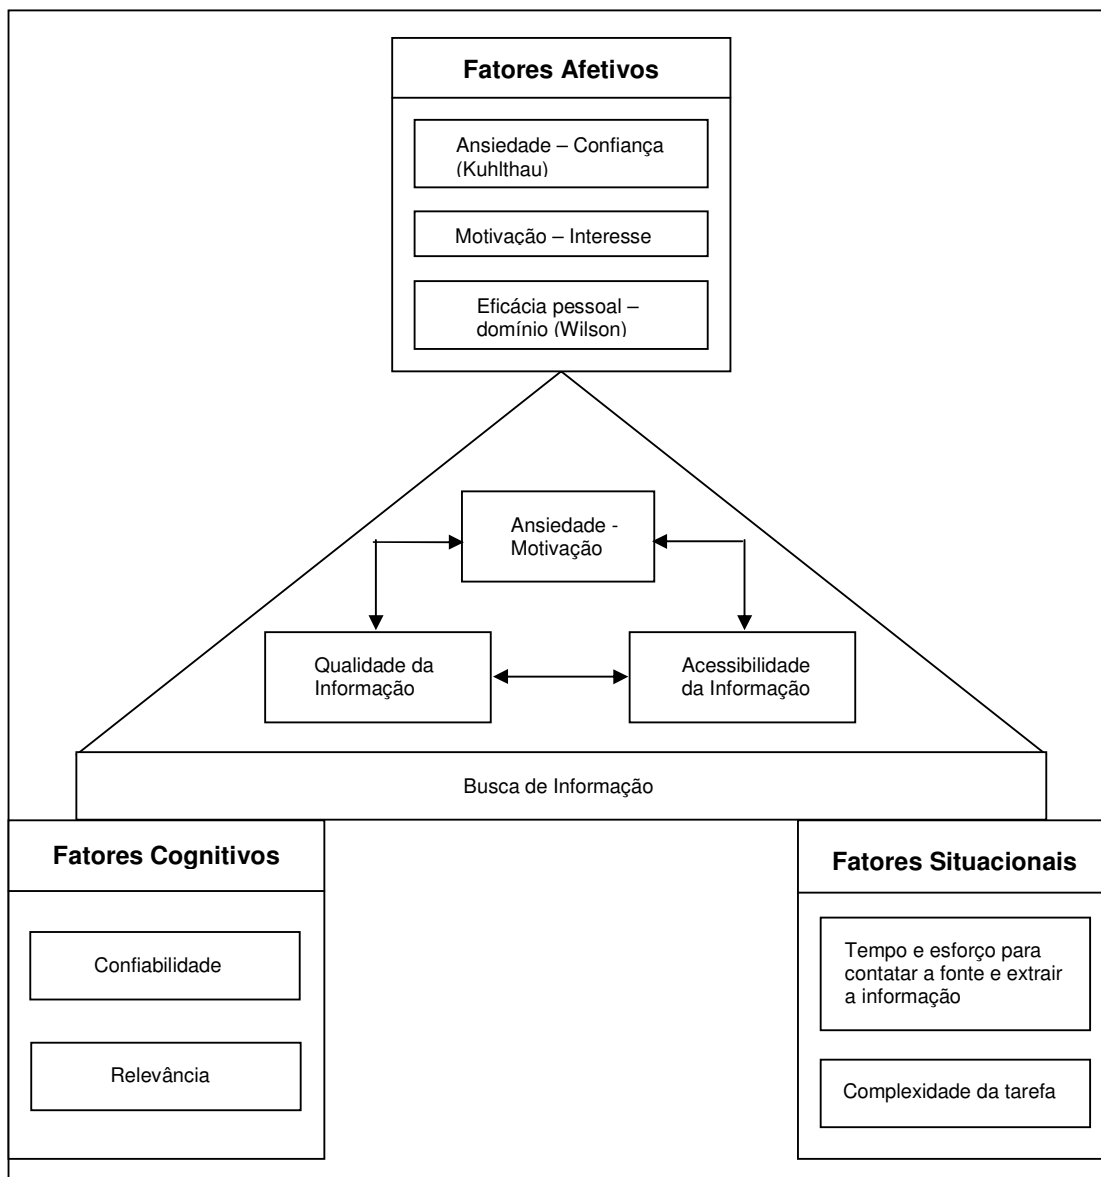 Fatores Afetivos
Ansiedade – Confiança
(Kuhlthau)
Motivação – Interesse
Eficácia pessoal –
domínio (Wilson)
Ansiedade -
Motivação
Qualidade da
Informação
Acessibilidade
da Informação
Busca de Informação
Fatores Cognitivos
Confiabilidade
Relevância
Fatores Situacionais
Tempo e esforço para
contatar a fonte e extrair
a informação
Complexidade da tarefa